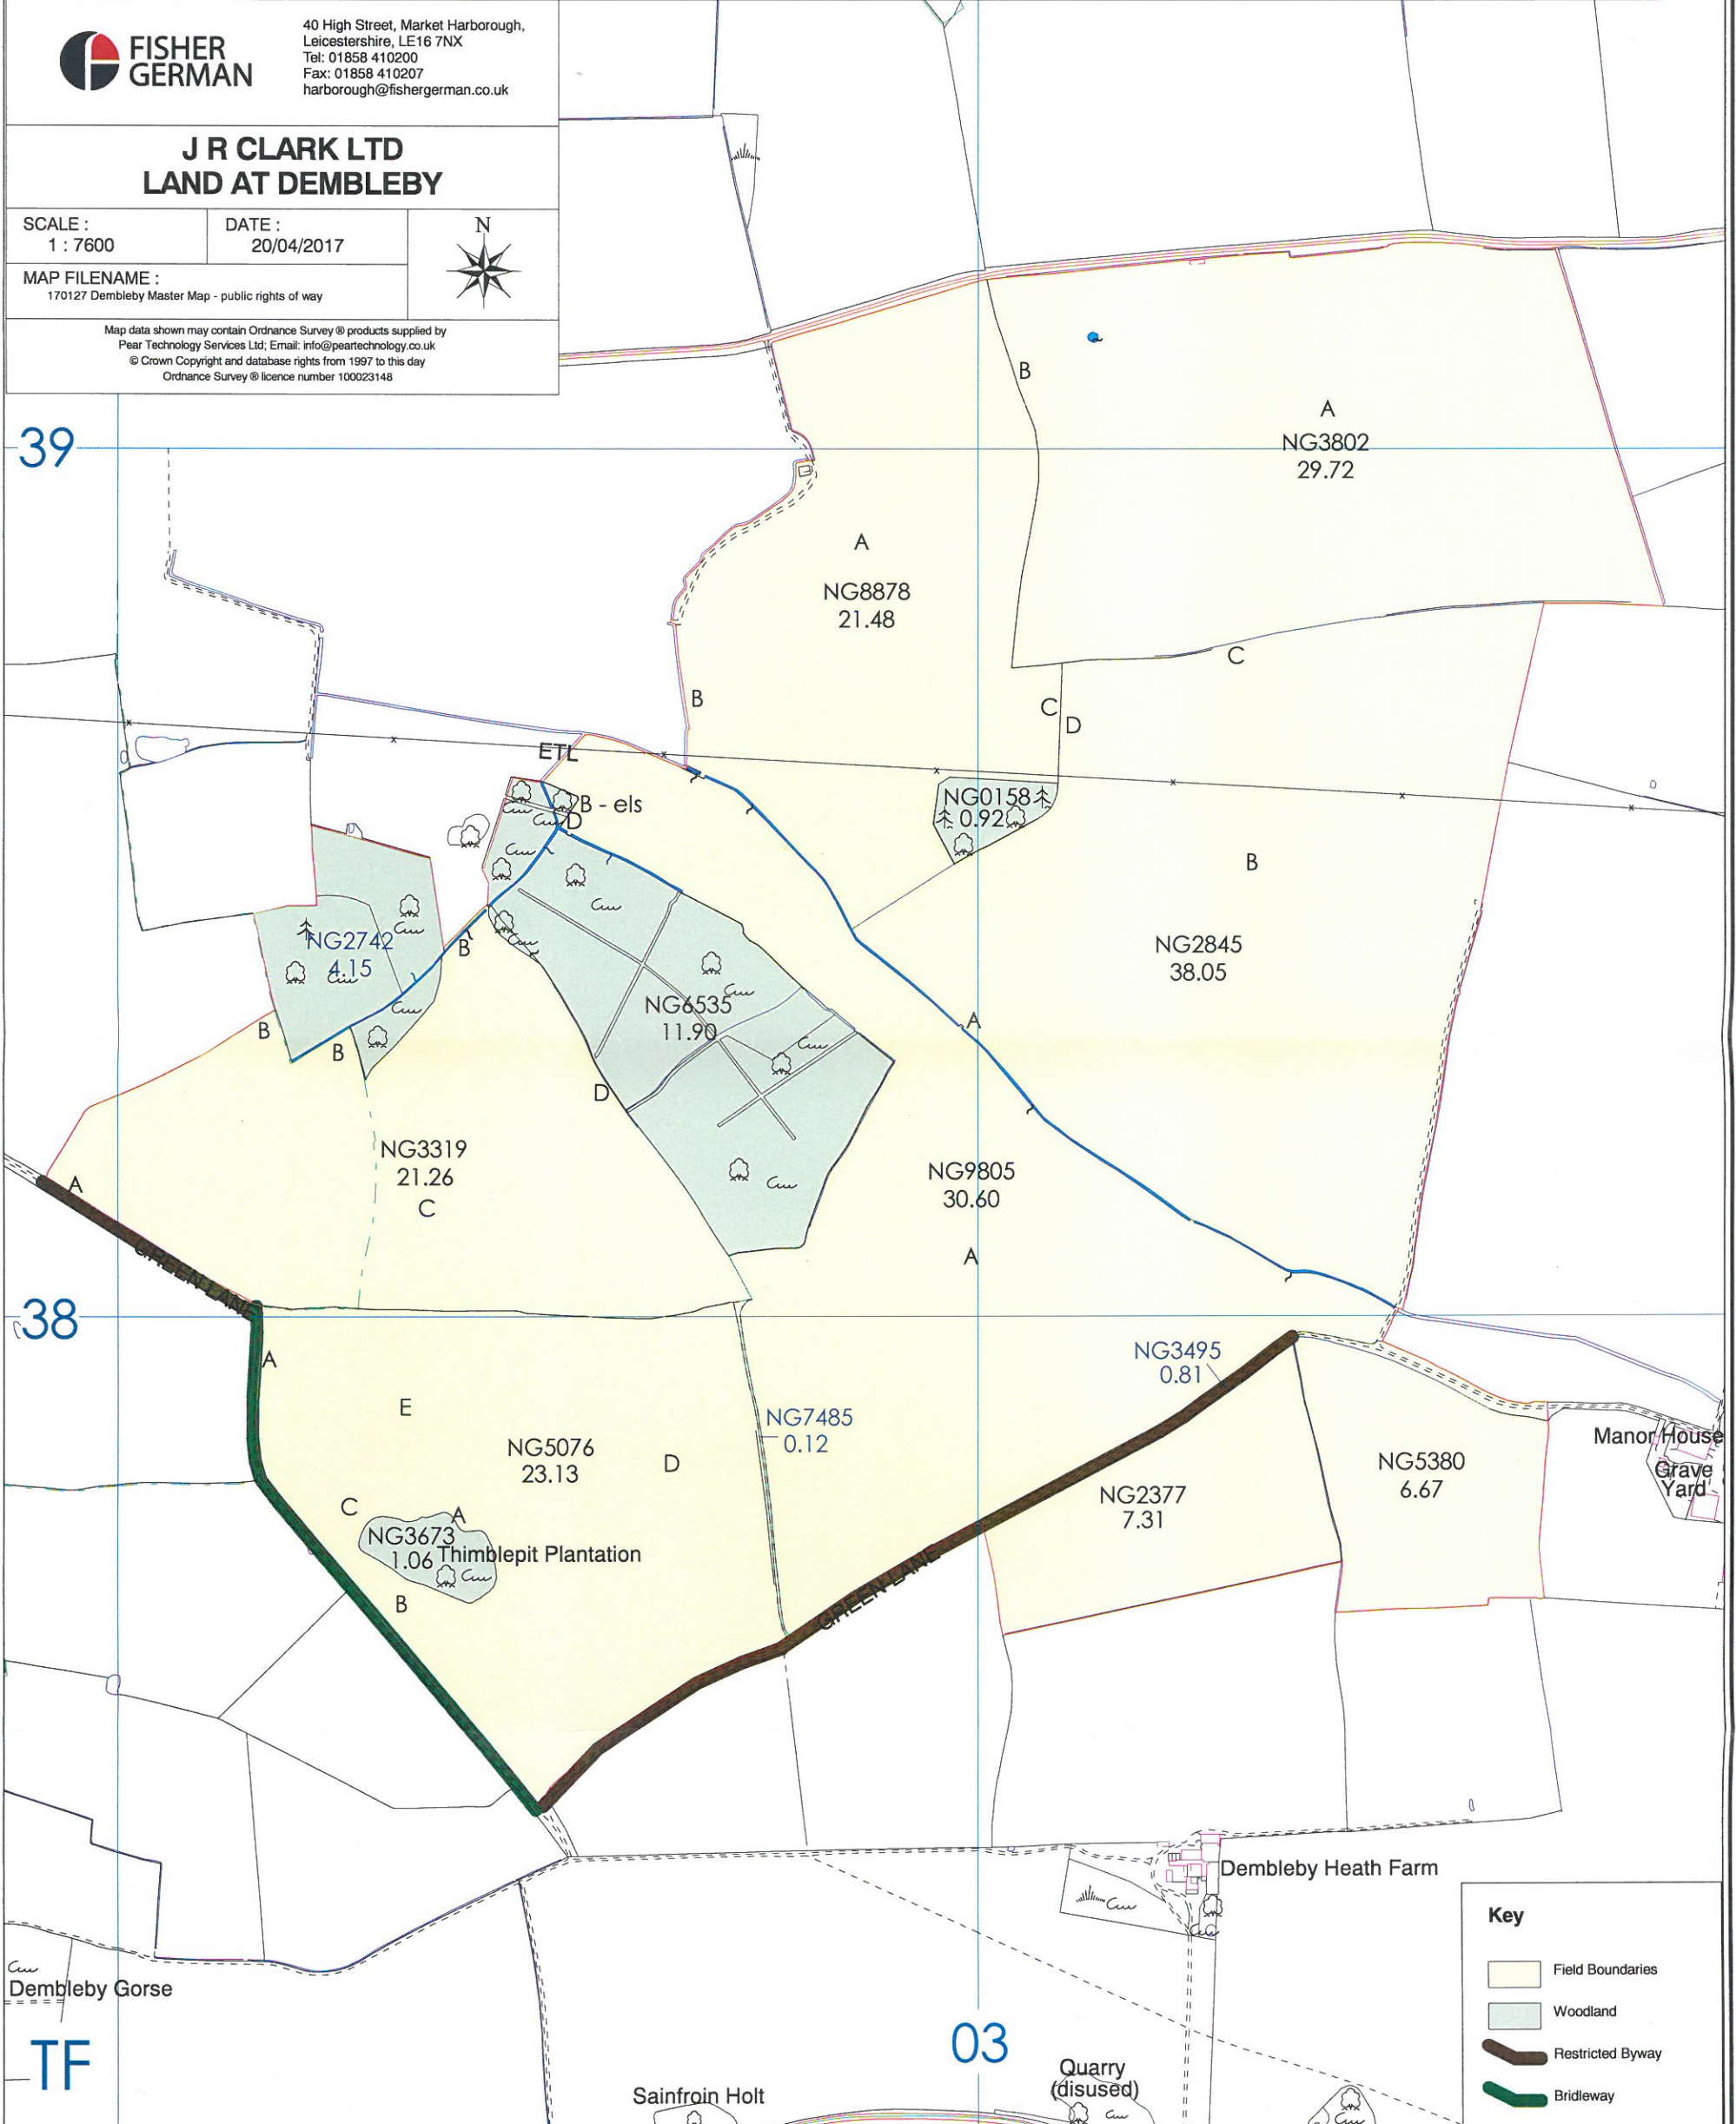 FISHER
GERMAN
40 High Street, Market Harborough,
Leicestershire, LE16 7NX
Tel: 01858 410200
Fax: 01858 410207
harborough@fishergerman.co.uk
J R CLARK LTD
LAND AT DEMBLEBY
SCALE :
1 : 7600
DATE :
20/04/2017
N
MAP FILENAME :
170127 Dembleby Master Map - public rights of way
Map data shown may contain Ordnance Survey ® products supplied by
Pear Technology Services Ltd; Email: info@peartechnology.co.uk
© Crown Copyright and database rights from 1997 to this day
Ordnance Survey ® licence number 100023148
B
A
39
NG3802
29.72
A
NG8878
21.48
C
B
C
D
ETL
B - els
D
NG0158
0.92
B
NG2742
4.15
B
NG2845
38.05
NG6535
11.90
A
B
B
D
NG3319
21.26
C
NG9805
30.60
A
A
GREEN LANE
38
A
NG3495
0.81
E
NG7485
0.12
NG5076
23.13
D
Manor House
Grave
Yard
NG5380
6.67
NG2377
7.31
C
A
NG3673
1.06
Thimblepit Plantation
B
GREEN LANE
Dembleby Heath Farm
Key
Field Boundaries
Woodland
Restricted Byway
Bridleway
Dembleby Gorse
TF
03
Quarry
(disused)
Sainfroin Holt